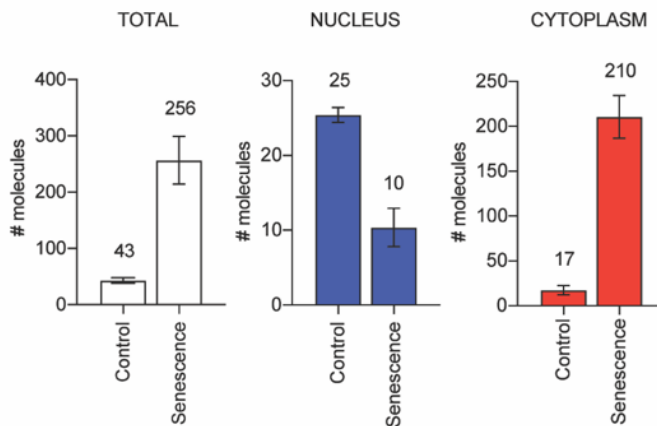 TOTAL
# molecules
400
300
200
100
0
43
256
Control
Senescence
NUCLEUS
# molecules
30
20
10
0
25
10
Control
Senescence
CYTOPLASM
# molecules
250
200
150
100
50
0
17
210
Control
Senescence